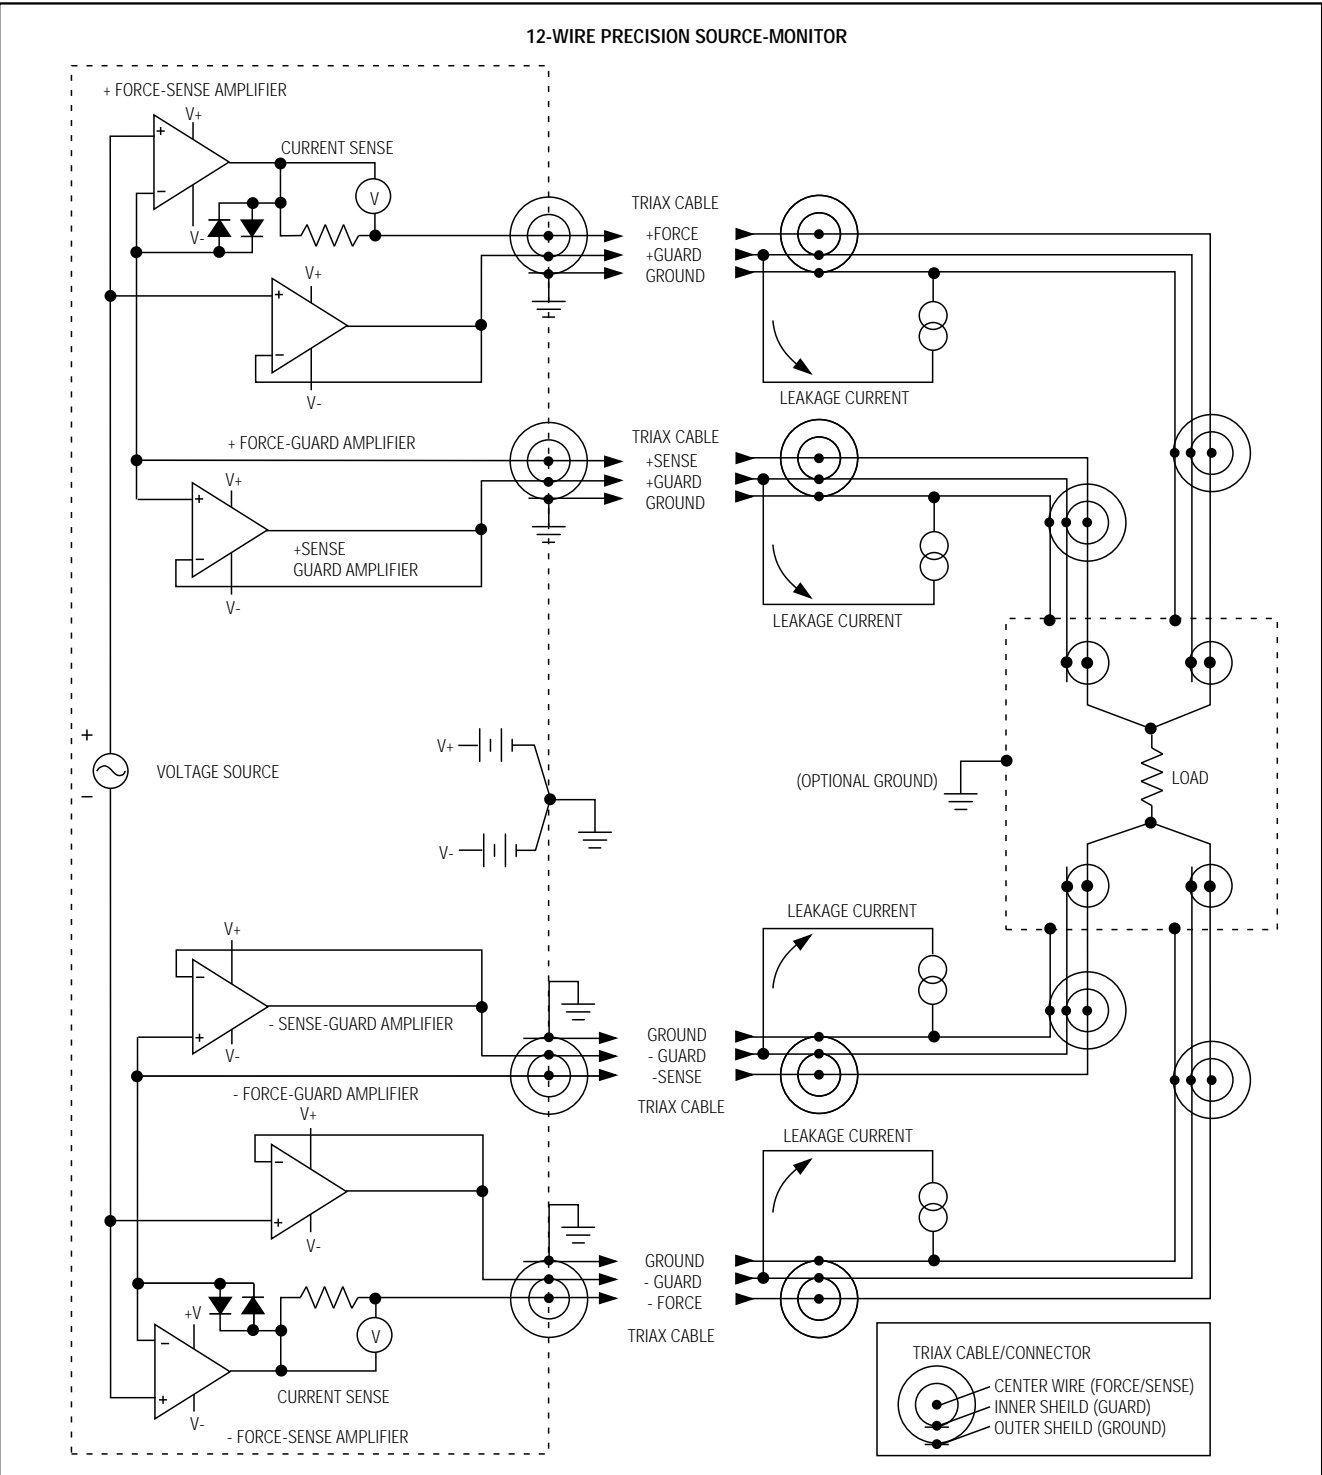 12-WIRE PRECISION SOURCE-MONITOR
+ FORCE-SENSE AMPLIFIER
V+
CURRENT SENSE
+
V
−
V-
TRIAX CABLE
+FORCE
+GUARD
GROUND
V+
+
−
V-
LEAKAGE CURRENT
+ FORCE-GUARD AMPLIFIER
TRIAX CABLE
+SENSE
+GUARD
GROUND
V+
+
−
+SENSE
GUARD AMPLIFIER
V-
LEAKAGE CURRENT
+
VOLTAGE SOURCE
−
V+
V-
(OPTIONAL GROUND)
LOAD
LEAKAGE CURRENT
V+
−
+
- SENSE-GUARD AMPLIFIER
V-
GROUND
- GUARD
-SENSE
TRIAX CABLE
- FORCE-GUARD AMPLIFIER
V+
−
+
V-
LEAKAGE CURRENT
GROUND
- GUARD
- FORCE
TRIAX CABLE
+V
V
−
+
V-
CURRENT SENSE
- FORCE-SENSE AMPLIFIER
TRIAX CABLE/CONNECTOR
CENTER WIRE (FORCE/SENSE)
INNER SHEILD (GUARD)
OUTER SHEILD (GROUND)